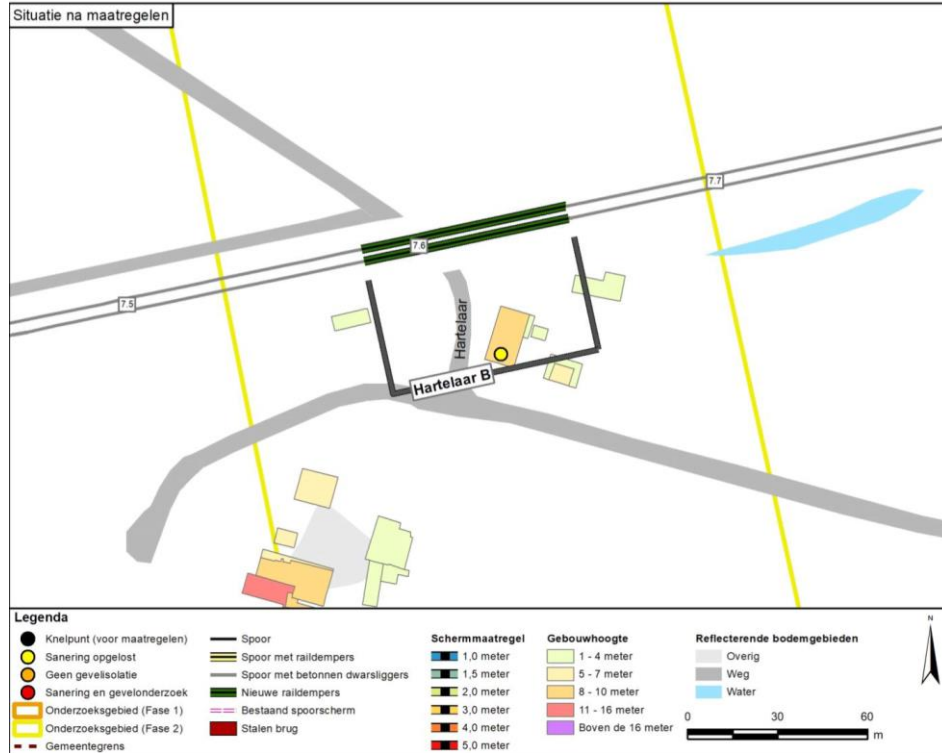 Situatie na maatregelen
7.7
7.6
7.5
Hartelaar
Hartelaar B
Legenda
Knelpunt (voor maatregelen)
Sanering opgelost
Geen gevelisolatie
Sanering en gevelonderzoek
Onderzoeksgebied (Fase 1)
Onderzoeksgebied (Fase 2)
Gemeentegrens
Spoor
Spoor met raildempers
Spoor met betonnen dwarsliggers
Nieuwe raildempers
Bestaand spoorscherm
Stalen brug
Schermmaatregel
1,0 meter
1,5 meter
2,0 meter
3,0 meter
4,0 meter
5,0 meter
Gebouwhoogte
1 - 4 meter
5 - 7 meter
8 - 10 meter
11 - 16 meter
Boven de 16 meter
Reflecterende bodemgebieden
Overig
Weg
Water
0 30 60
m
N